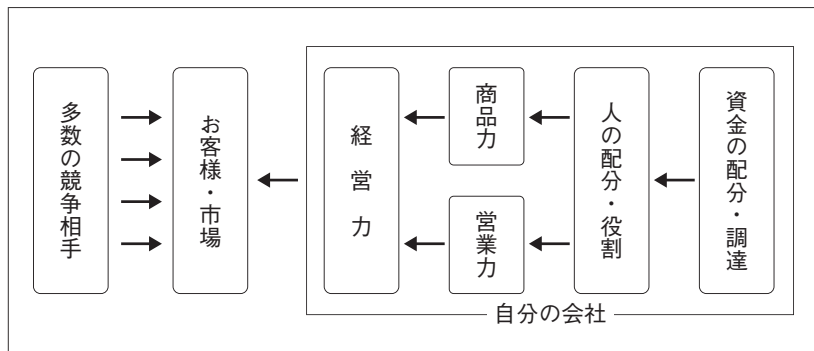 多数の競争相手
お客様・市場
経営力
商品力
営業力
人の配分・役割
資金の配分・調達
自分の会社